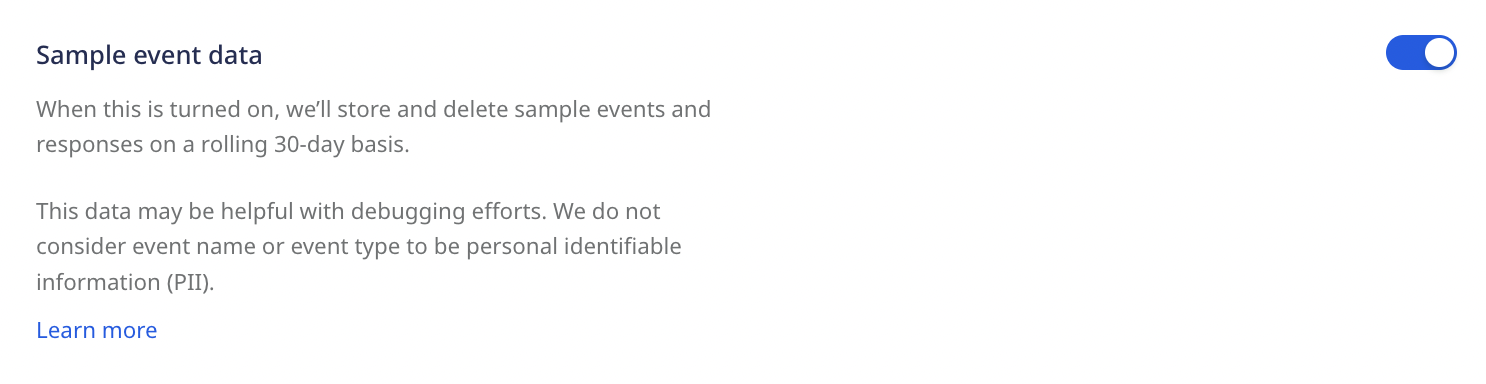 Sample event data
When this is turned on, we’ll store and delete sample events and
responses on a rolling 30-day basis.
This data may be helpful with debugging efforts. We do not
consider event name or event type to be personal identifiable
information (PII).
Learn more